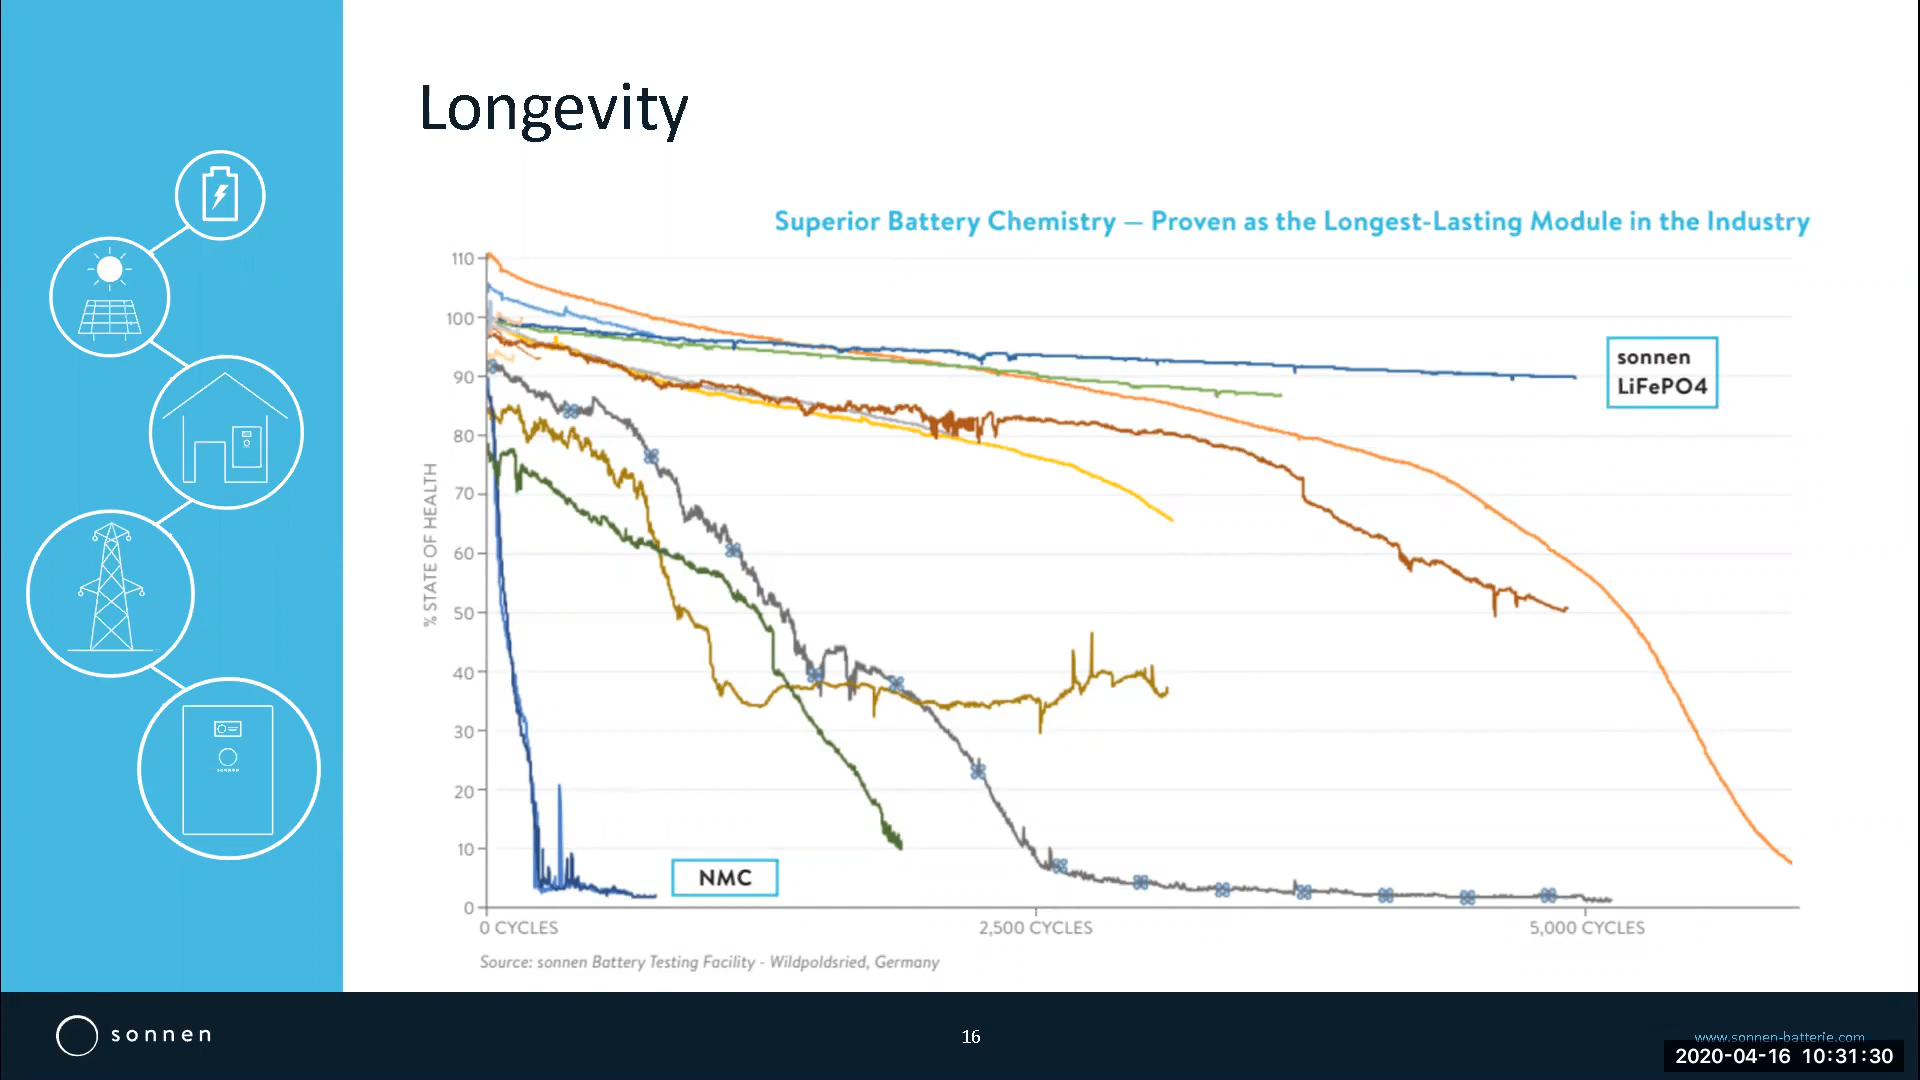 Longevity
Superior Battery Chemistry — Proven as the Longest-Lasting Module in the Industry
110
100
90
80
70
60
50
40
30
20
10
0
% STATE OF HEALTH
sonnen
LiFePO4
NMC
0 CYCLES
2,500 CYCLES
5,000 CYCLES
Source: sonnen Battery Testing Facility - Wildpoldsried, Germany
sonnen
16
www.sonnen-batterie.com
2020-04-16 10:31:30